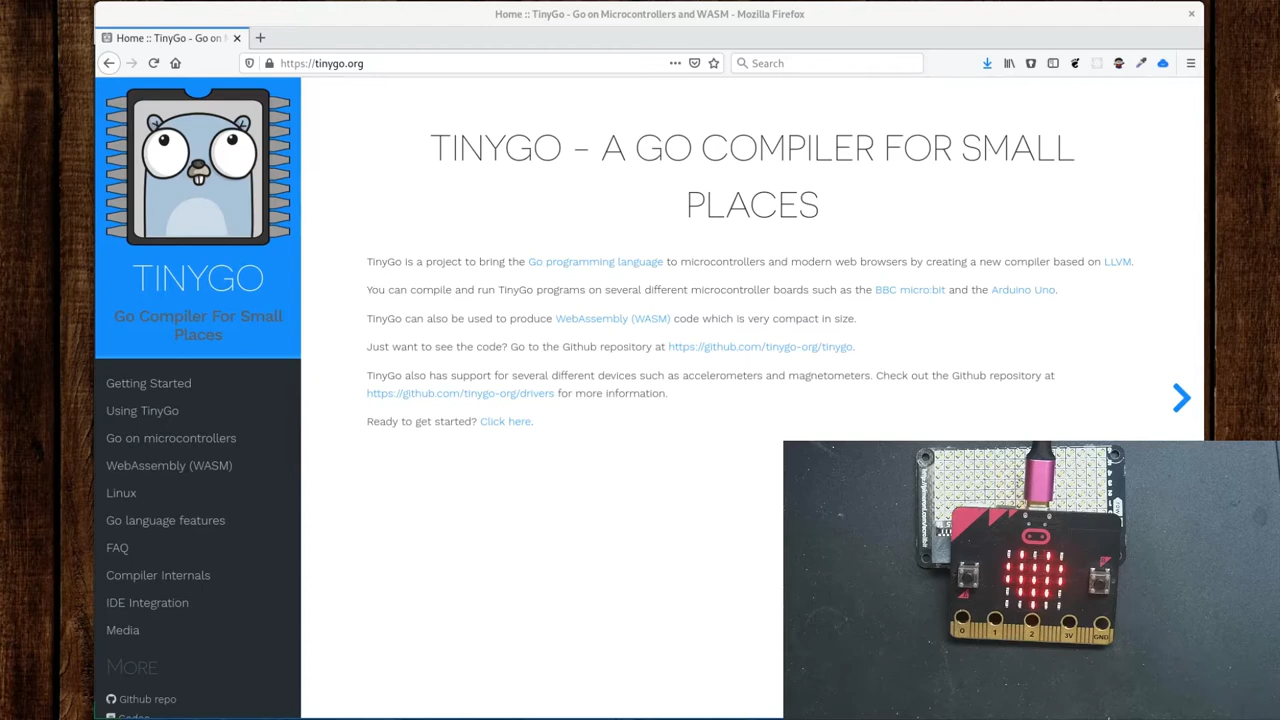 Home :: TinyGo - Go on Microcontrollers and WASM - Mozilla Firefox
Home :: TinyGo - Go on
https://tinygo.org
Search
TINYGO
Go Compiler For Small
Places
Getting Started
Using TinyGo
Go on microcontrollers
WebAssembly (WASM)
Linux
Go language features
FAQ
Compiler Internals
IDE Integration
Media
MORE
Github repo
TINYGO - A GO COMPILER FOR SMALL
PLACES
TinyGo is a project to bring the Go programming language to microcontrollers and modern web browsers by creating a new compiler based on LLVM.
You can compile and run TinyGo programs on several different microcontroller boards such as the BBC micro:bit and the Arduino Uno.
TinyGo can also be used to produce WebAssembly (WASM) code which is very compact in size.
Just want to see the code? Go to the Github repository at https://github.com/tinygo-org/tinygo.
TinyGo also has support for several different devices such as accelerometers and magnetometers. Check out the Github repository at
https://github.com/tinygo-org/drivers for more information.
Ready to get started? Click here.
0 1 2 3V GND